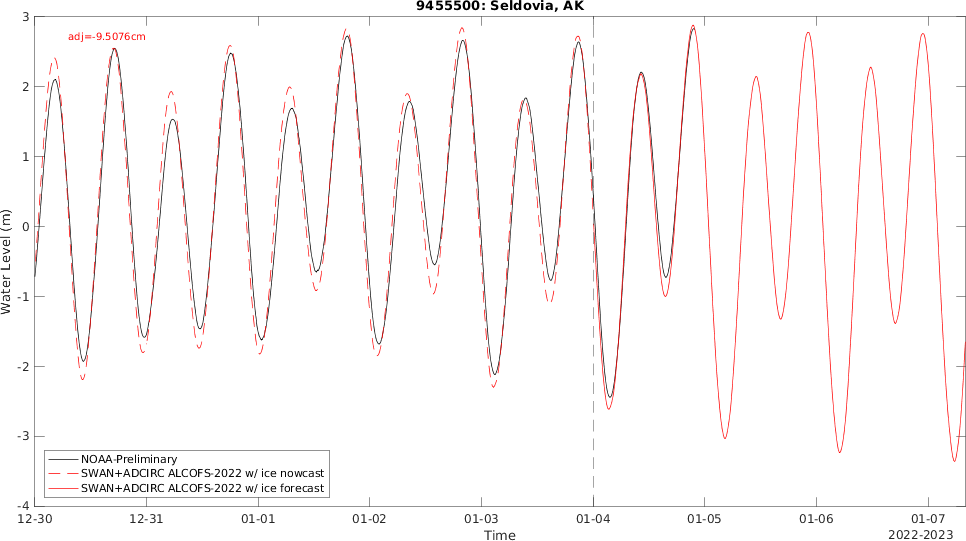 9455500: Seldovia, AK
adj=-9.5076cm
3
2
1
0
-1
-2
-3
-4
Water Level (m)
NOAA-Preliminary
SWAN+ADCIRC ALCOFS-2022 w/ ice nowcast
SWAN+ADCIRC ALCOFS-2022 w/ ice forecast
12-30 12-31 01-01 01-02 01-03 01-04 01-05 01-06 01-07
Time
2022-2023